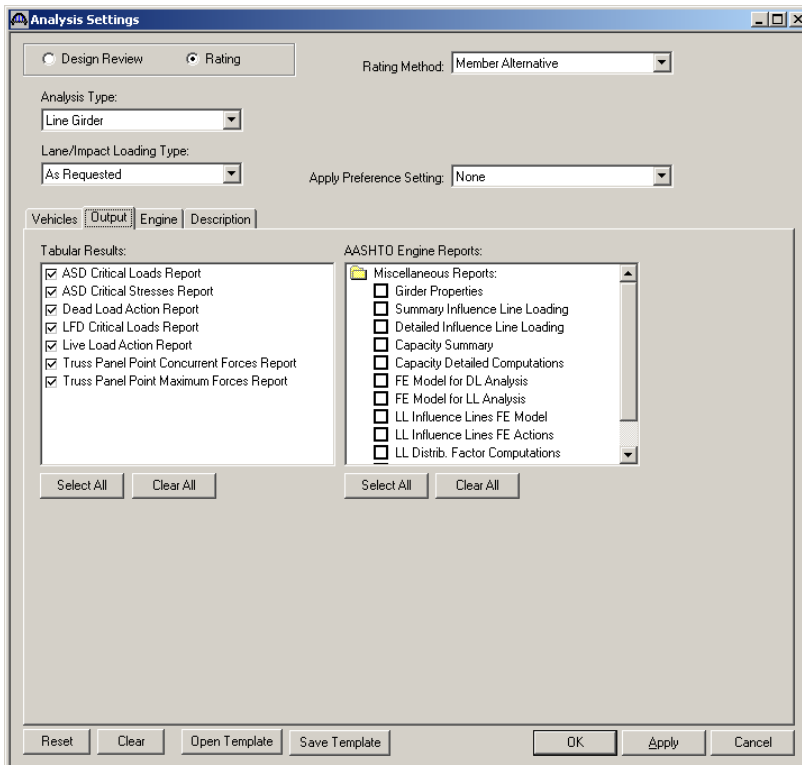 Analysis Settings
Design Review
Rating
Rating Method:
Member Alternative
Analysis Type:
Line Girder
Lane/Impact Loading Type:
As Requested
Apply Preference Setting:
None
Vehicles
Output
Engine
Description
Tabular Results:
ASD Critical Loads Report
ASD Critical Stresses Report
Dead Load Action Report
LFD Critical Loads Report
Live Load Action Report
Truss Panel Point Concurrent Forces Report
Truss Panel Point Maximum Forces Report
Select All
Clear All
AASHTO Engine Reports:
Miscellaneous Reports:
Girder Properties
Summary Influence Line Loading
Detailed Influence Line Loading
Capacity Summary
Capacity Detailed Computations
FE Model for DL Analysis
FE Model for LL Analysis
LL Influence Lines FE Model
LL Influence Lines FE Actions
LL Distrib. Factor Computations
Select All
Clear All
Reset
Clear
Open Template
Save Template
OK
Apply
Cancel